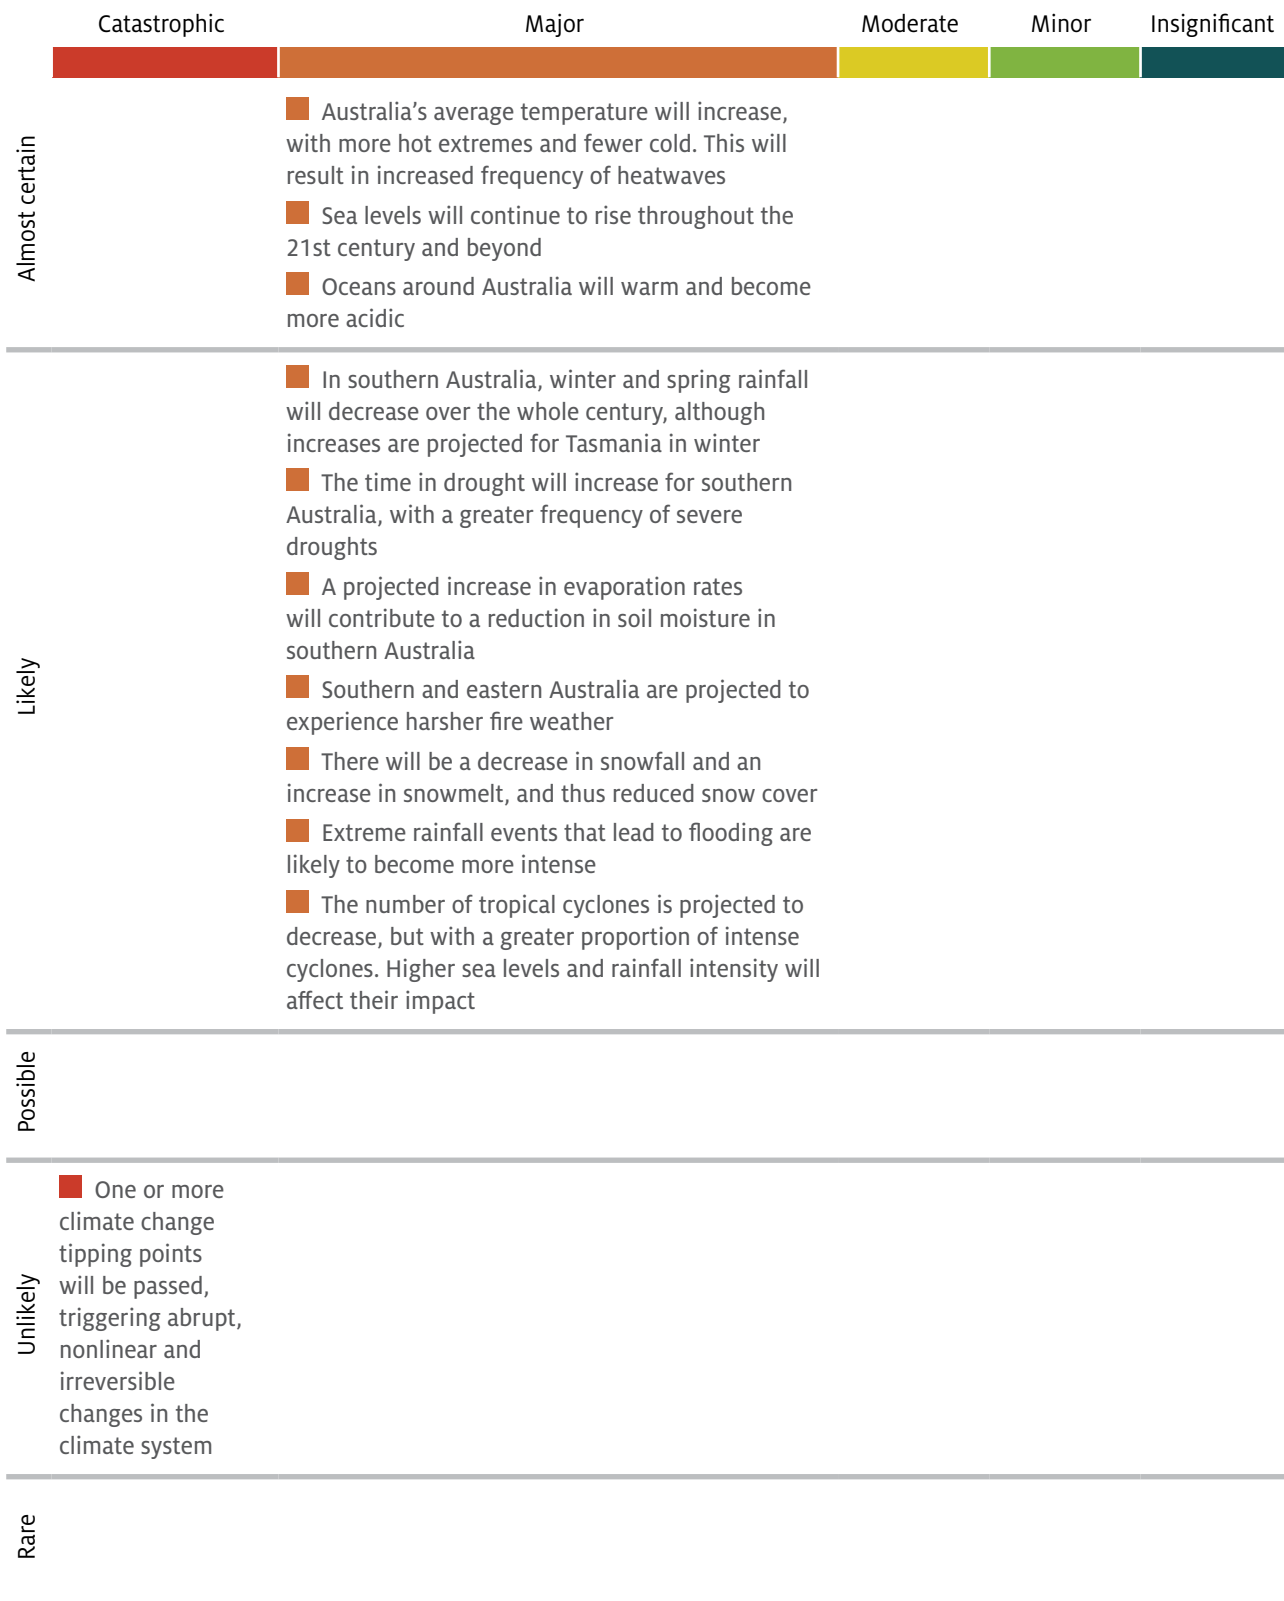 Catastrophic Major Moderate Minor Insignificant
Almost certain
Australia’s average temperature will increase,
with more hot extremes and fewer cold. This will
result in increased frequency of heatwaves
Sea levels will continue to rise throughout the
21st century and beyond
Oceans around Australia will warm and become
more acidic
Likely
In southern Australia, winter and spring rainfall
will decrease over the whole century, although
increases are projected for Tasmania in winter
The time in drought will increase for southern
Australia, with a greater frequency of severe
droughts
A projected increase in evaporation rates
will contribute to a reduction in soil moisture in
southern Australia
Southern and eastern Australia are projected to
experience harsher fire weather
There will be a decrease in snowfall and an
increase in snowmelt, and thus reduced snow cover
Extreme rainfall events that lead to flooding are
likely to become more intense
The number of tropical cyclones is projected to
decrease, but with a greater proportion of intense
cyclones. Higher sea levels and rainfall intensity will
affect their impact
Possible
Unlikely
One or more
climate change
tipping points
will be passed,
triggering abrupt,
nonlinear and
irreversible
changes in the
climate system
Rare